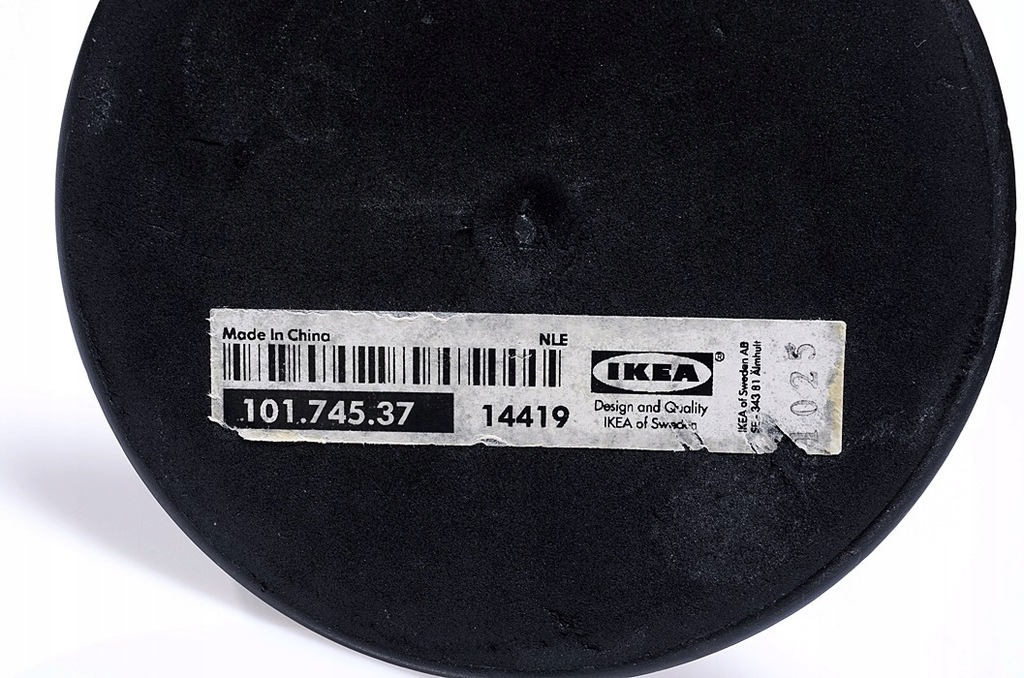 Made In China
NLE
101.745.37
14419
IKEA®
Design and Quality
IKEA of Sweden
IKEA of Sweden AB
SE - 343 81 Älmhult
1025